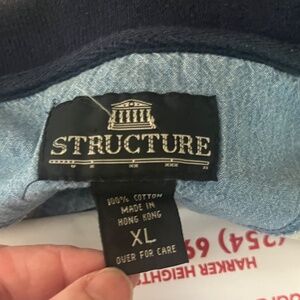 STRUCTURE
100% COTTON
MADE IN
HONG KONG
XL
OVER FOR CARE
(254) 69
HARKER HEIGHTS